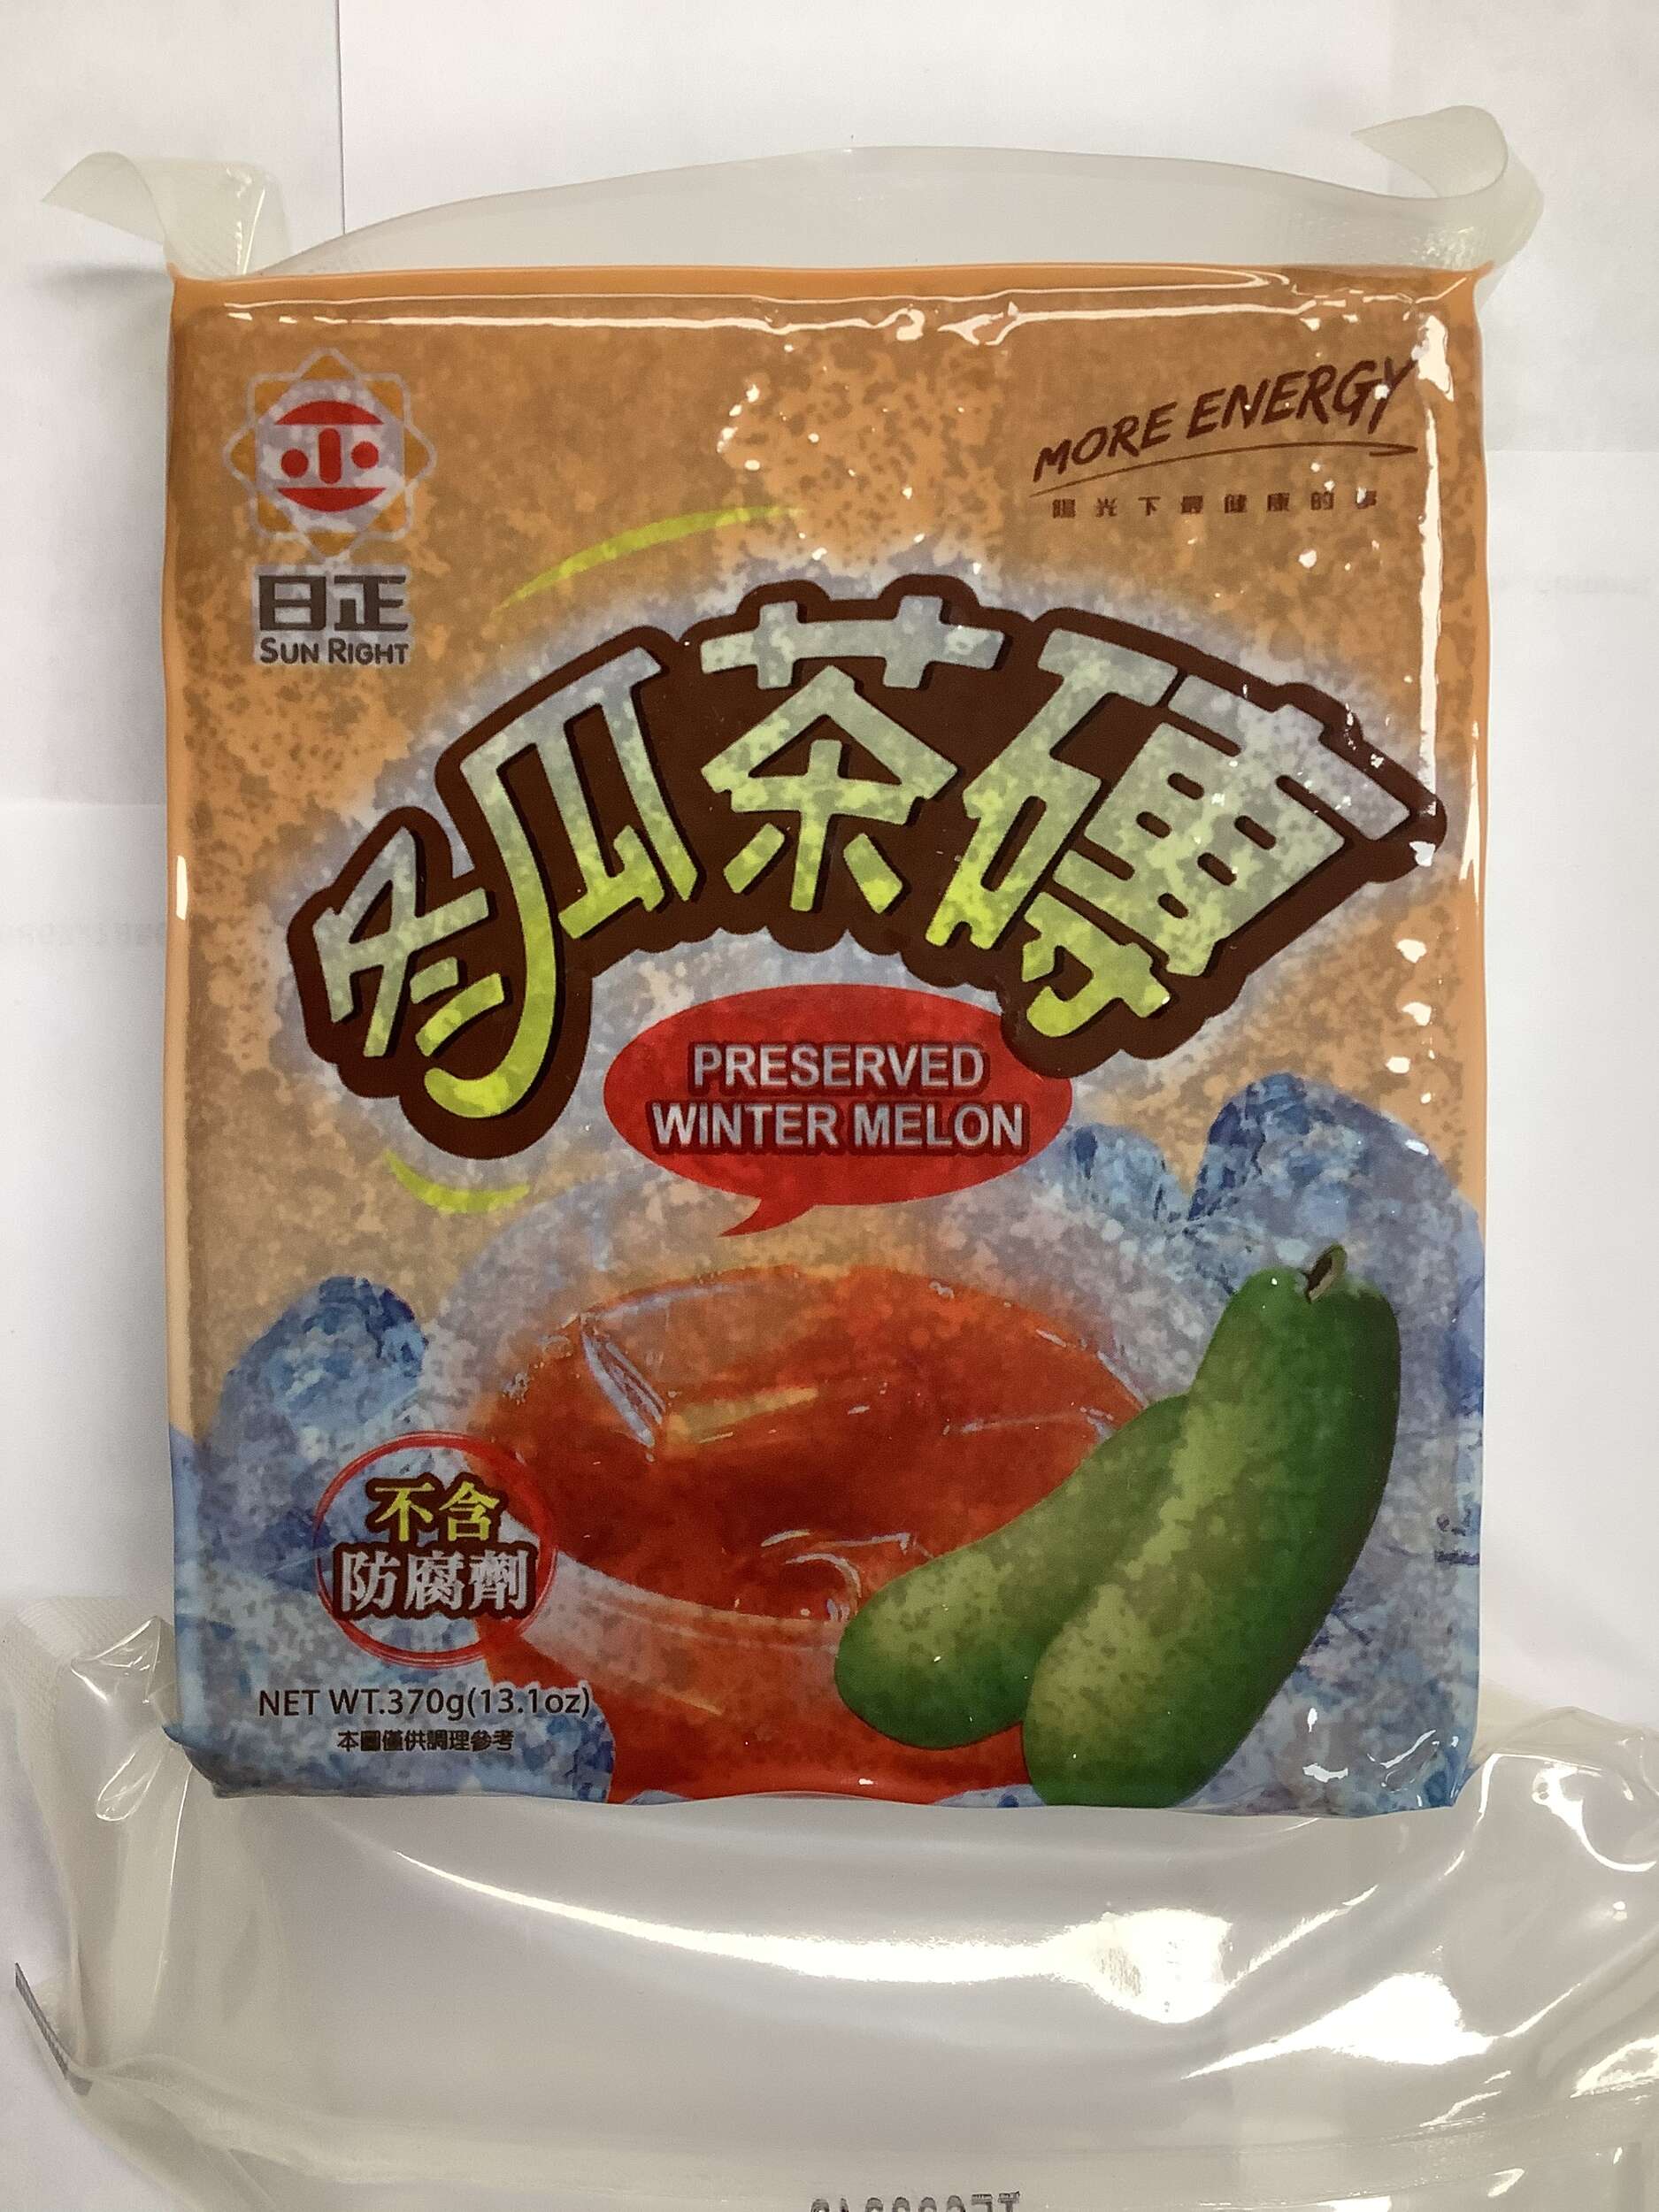 MORE ENERGY
陽光下最健康的事
日正
SUN RIGHT
冬瓜茶磚
PRESERVED
WINTER MELON
不含
防腐劑
NET WT.370g(13.1oz)
本圖僅供調理參考